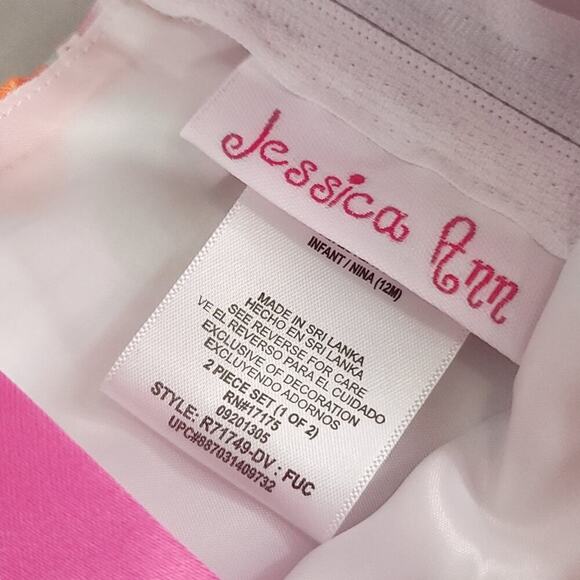 Jessica Ann
INFANT / NINA (12M)
MADE IN SRI LANKA
HECHO EN SRI LANKA
SEE REVERSE FOR CARE
VE EL REVERSO PARA EL CUIDADO
EXCLUSIVE OF DECORATION
EXCLUYENDO ADORNOS
2 PIECE SET (1 OF 2)
RN#17175
09201305
STYLE: R71749-DV : FUC
UPC#887031409732